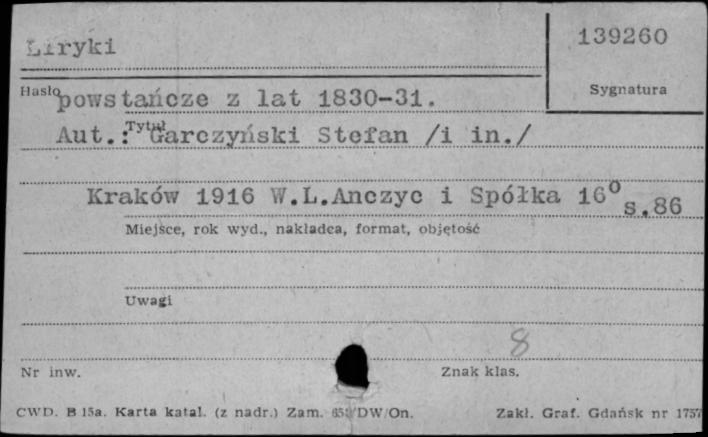 Liryki
139260
Sygnatura
Hasło
powstańcze z lat 1830-31.
Tytuł
Aut.: Garczyński Stefan /i in./
Kraków 1916 W.L.Anczyc i Spółka 16⁰
s.86
Miejsce, rok wyd., nakładca, format, objętość
Uwagi
8
Nr inw.
Znak klas.
CWD. B 15a. Karta katal. (z nadr.) Zam. DW/On.
Zakł. Graf. Gdańsk nr 1757